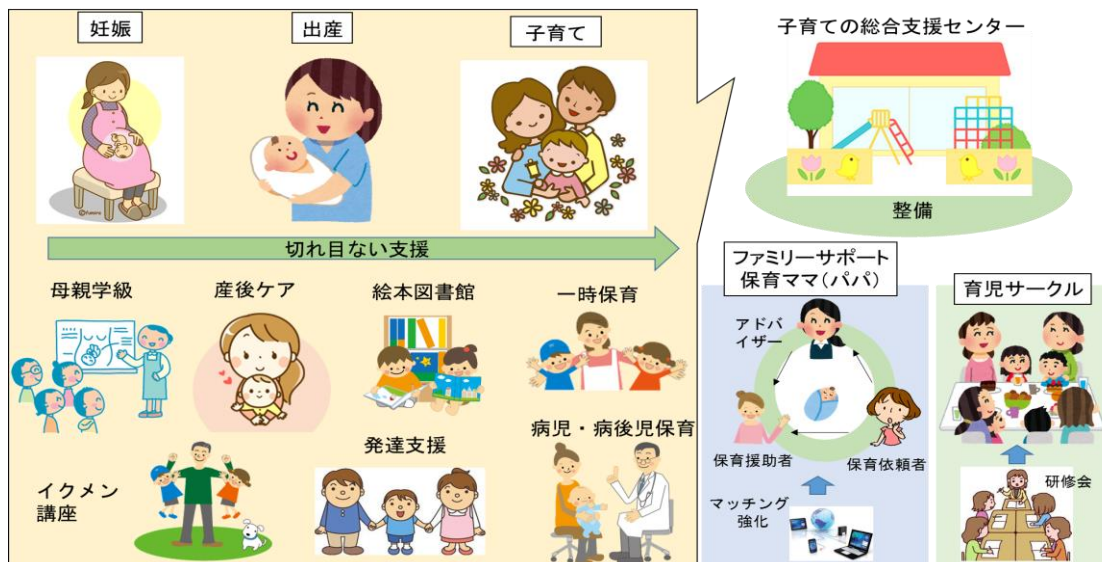 妊娠
出産
子育て
切れ目ない支援
母親学級
産後ケア
絵本図書館
一時保育
イクメン
講座
発達支援
病児・病後児保育
子育ての総合支援センター
整備
ファミリーサポート
保育ママ(パパ)
アドバ
イザー
保育援助者
保育依頼者
マッチング
強化
育児サークル
研修会